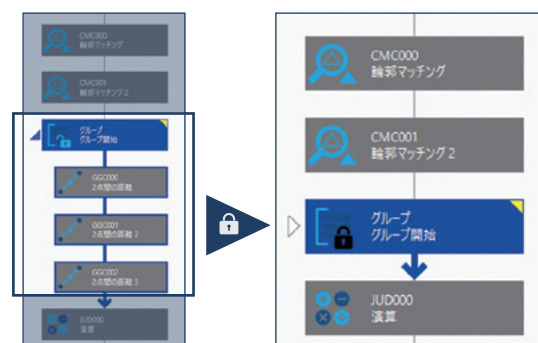 CMC000
輪郭マッチング
CMC001
輪郭マッチング 2
グループ
グループ開始
GGC000
2点間の距離
GGC001
2点間の距離 2
GGC002
2点間の距離 3
JUD000
演算
CMC000
輪郭マッチング
CMC001
輪郭マッチング 2
グループ
グループ開始
JUD000
演算